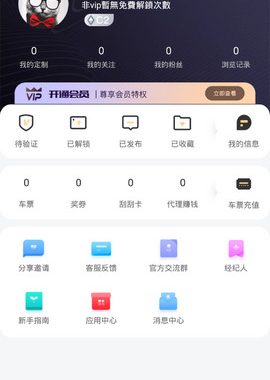 非vip暫無免費解鎖次數
C2
0 0 0 0
我的定制 我的关注 我的粉丝 浏览记录
VIP 开通会员 | 尊享会员特权 立即查看
待验证 已解锁 已发布 已收藏 我的信息
0 0 0 0
车票 奖券 刮刮卡 代理赚钱 车票充值
分享邀请 客服反馈 官方交流群 经纪人
新手指南 应用中心 消息中心